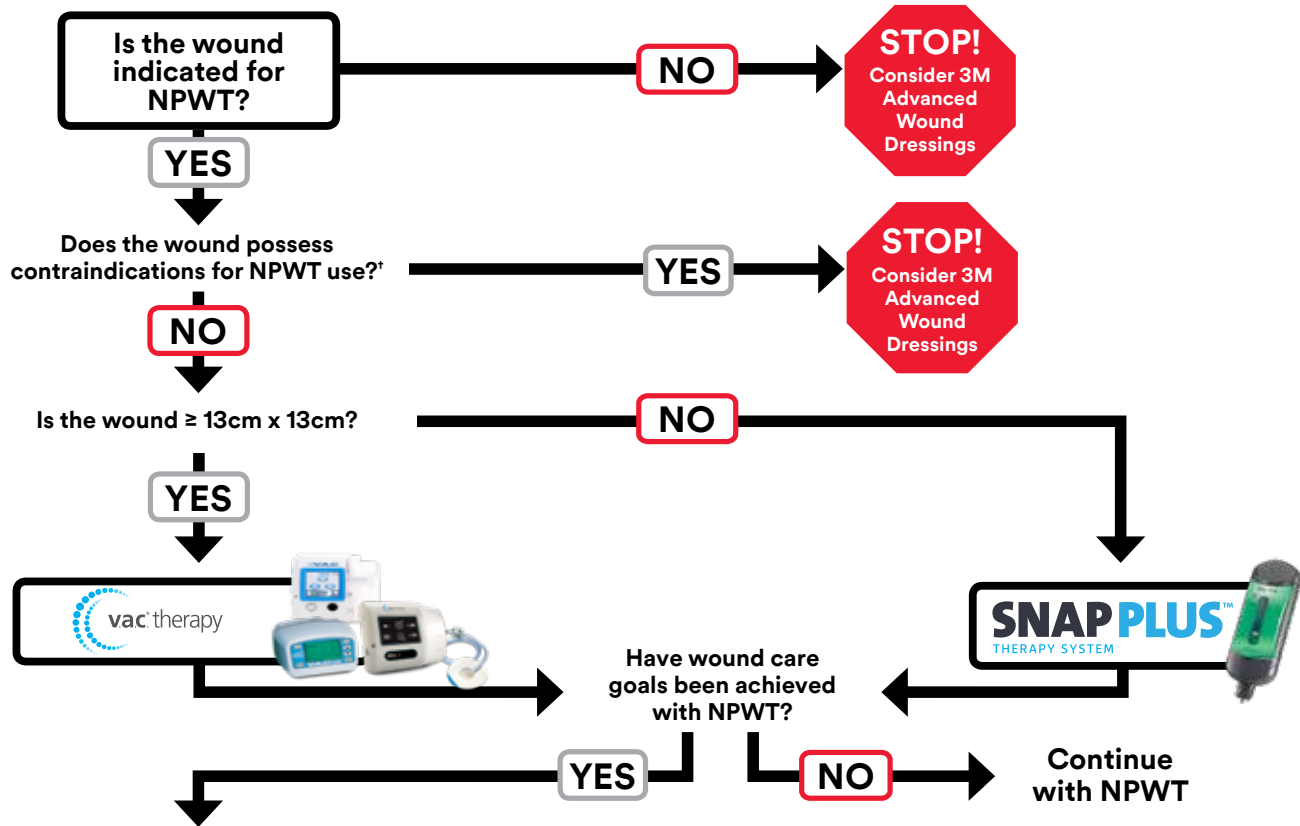 Is the wound
indicated for
NPWT?
NO
STOP!
Consider 3M
Advanced
Wound
Dressings
YES
Does the wound possess
contraindications for NPWT use?†
YES
STOP!
Consider 3M
Advanced
Wound
Dressings
NO
Is the wound ≥ 13cm x 13cm?
NO
YES
v.a.c.® therapy
V.A.C.
SNAP PLUS™
THERAPY SYSTEM
Have wound care
goals been achieved
with NPWT?
YES
NO
Continue
with NPWT